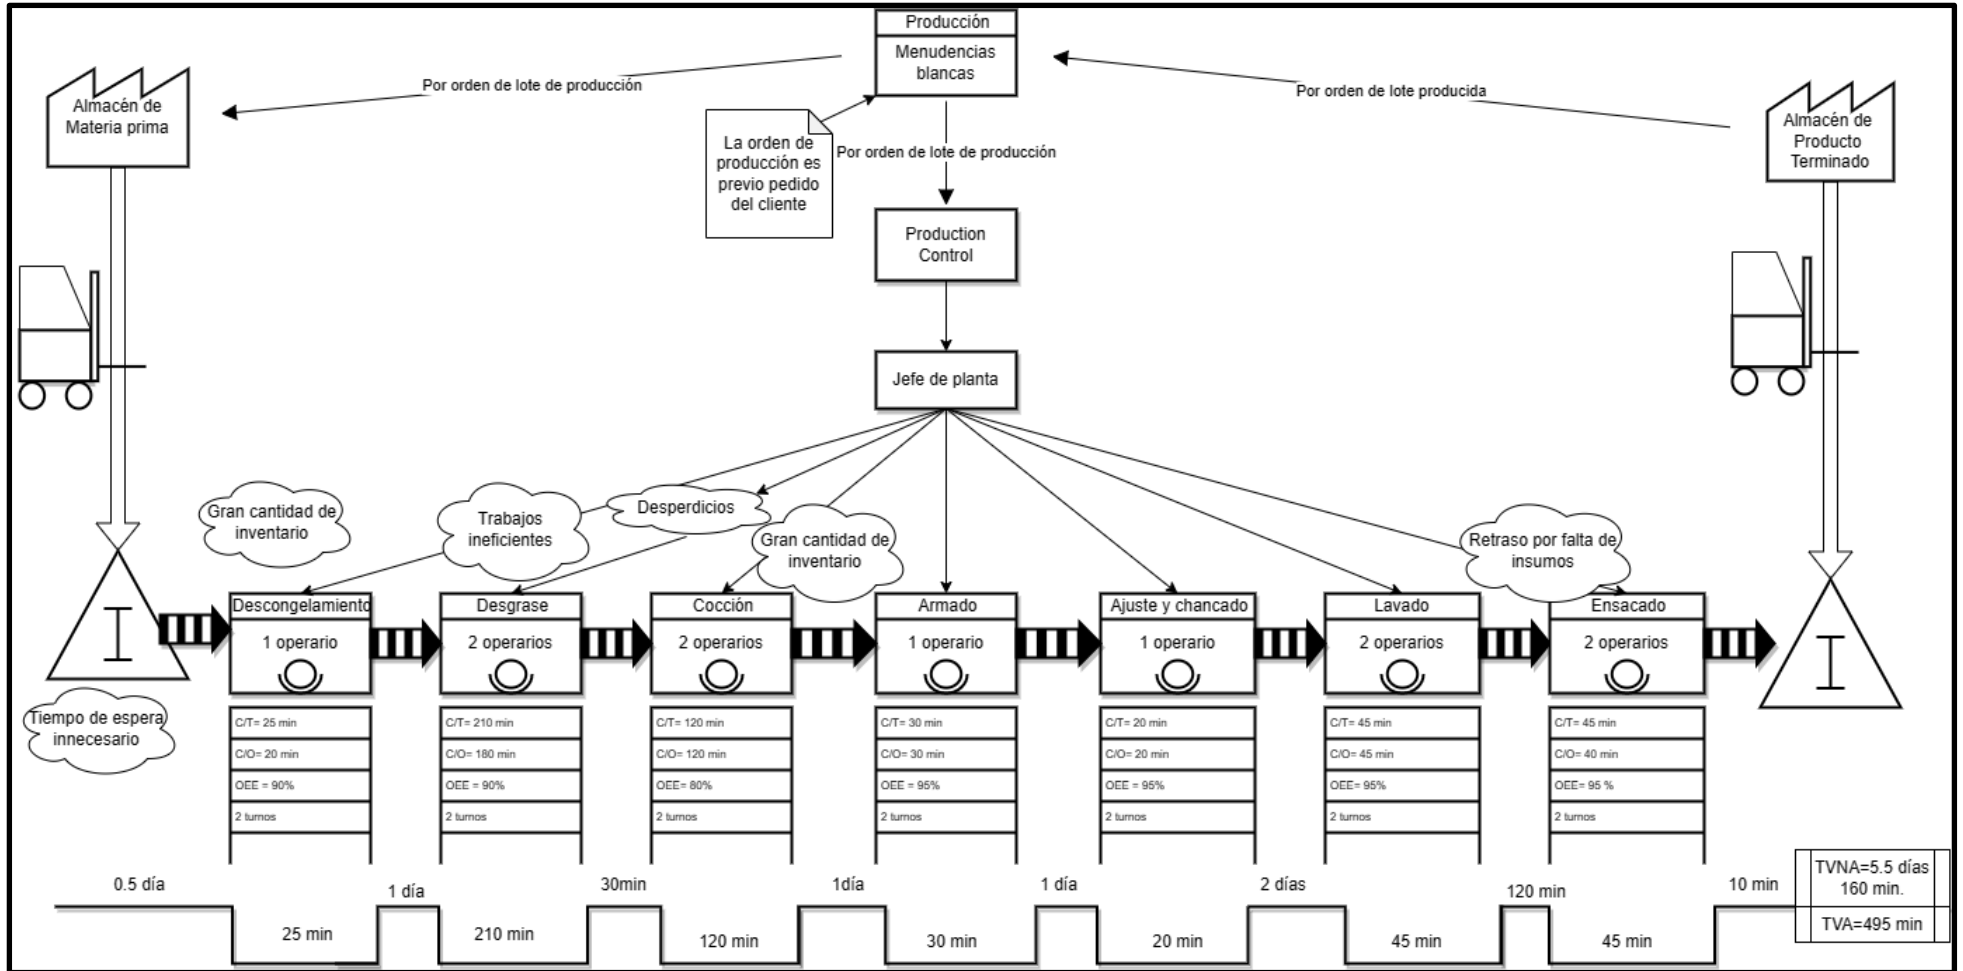 Producción
Menudencias
blancas
Por orden de lote de producción
Por orden de lote producida
Almacén de
Materia prima
Almacén de
Producto
Terminado
La orden de
producción es
previo pedido
del cliente
Por orden de lote de producción
Production
Control
Jefe de planta
Gran cantidad de
inventario
Trabajos
ineficientes
Desperdicios
Gran cantidad de
inventario
Retraso por falta de
insumos
I
Tiempo de espera
innecesario
Descongelamiento
1 operario
C/T= 25 min
C/O= 20 min
OEE = 90%
2 turnos
Desgrase
2 operarios
C/T= 210 min
C/O= 180 min
OEE = 90%
2 turnos
Cocción
2 operarios
C/T= 120 min
C/O= 120 min
OEE= 80%
2 turnos
Armado
1 operario
C/T= 30 min
C/O= 30 min
OEE = 95%
2 turnos
Ajuste y chancado
1 operario
C/T= 20 min
C/O= 20 min
OEE = 95%
2 turnos
Lavado
2 operarios
C/T= 45 min
C/O= 45 min
OEE= 95%
2 turnos
Ensacado
2 operarios
C/T= 45 min
C/O= 40 min
OEE= 95 %
2 turnos
I
0.5 día
25 min
1 día
210 min
30min
120 min
1día
30 min
1 día
20 min
2 días
45 min
120 min
45 min
10 min
TVNA=5.5 días
160 min.
TVA=495 min